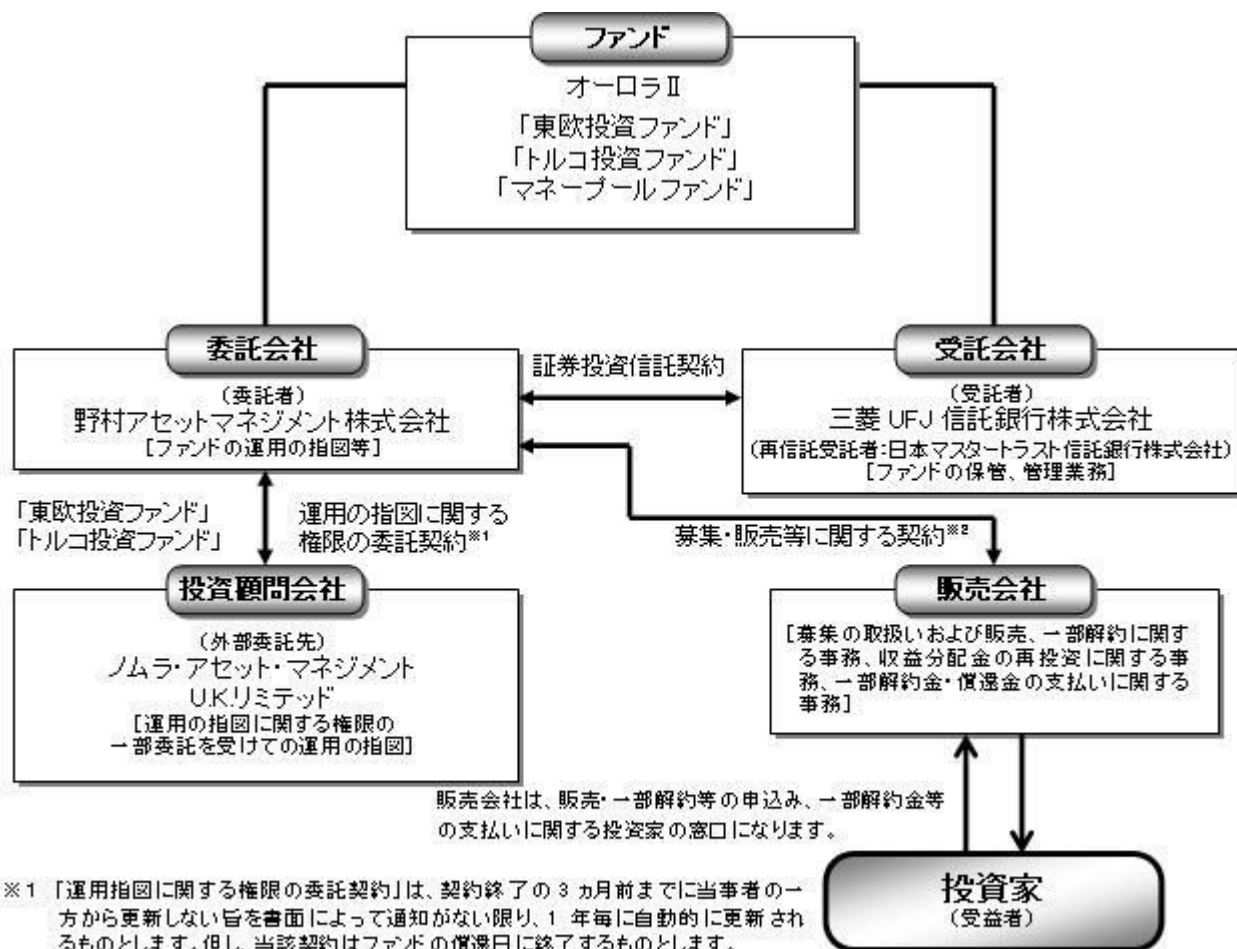 ファンド
オーロラⅡ
「東欧投資ファンド」
「トルコ投資ファンド」
「マネープールファンド」
委託会社
(委託者)
野村アセットマネジメント株式会社
[ファンドの運用の指図等]
証券投資信託契約
受託会社
(受託者)
三菱UFJ信託銀行株式会社
(再信託受託者:日本マスタートラスト信託銀行株式会社)
[ファンドの保管、管理業務]
「東欧投資ファンド」
「トルコ投資ファンド」
運用の指図に関する
権限の委託契約※1
募集・販売等に関する契約※2
投資顧問会社
(外部委託先)
ノムラ・アセット・マネジメント
U.K.リミテッド
[運用の指図に関する権限の
一部委託を受けての運用の指図]
販売会社
[募集の取扱いおよび販売、一部解約に関す
る事務、収益分配金の再投資に関する事
務、一部解約金・償還金の支払いに関する
事務]
販売会社は、販売・一部解約等の申込み、一部解約金等
の支払いに関する投資家の窓口になります。
投資家
(受益者)
※1 「運用指図に関する権限の委託契約」は、契約終了の3ヵ月前までに当事者の一
方から更新しない旨を書面によって通知がない限り、1年毎に自動的に更新され
るものとします。但し、当該契約はファンドの償還日に終了するものとします。